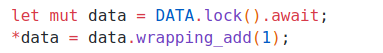 let mut data = DATA.lock().await;
*data = data.wrapping_add(1);